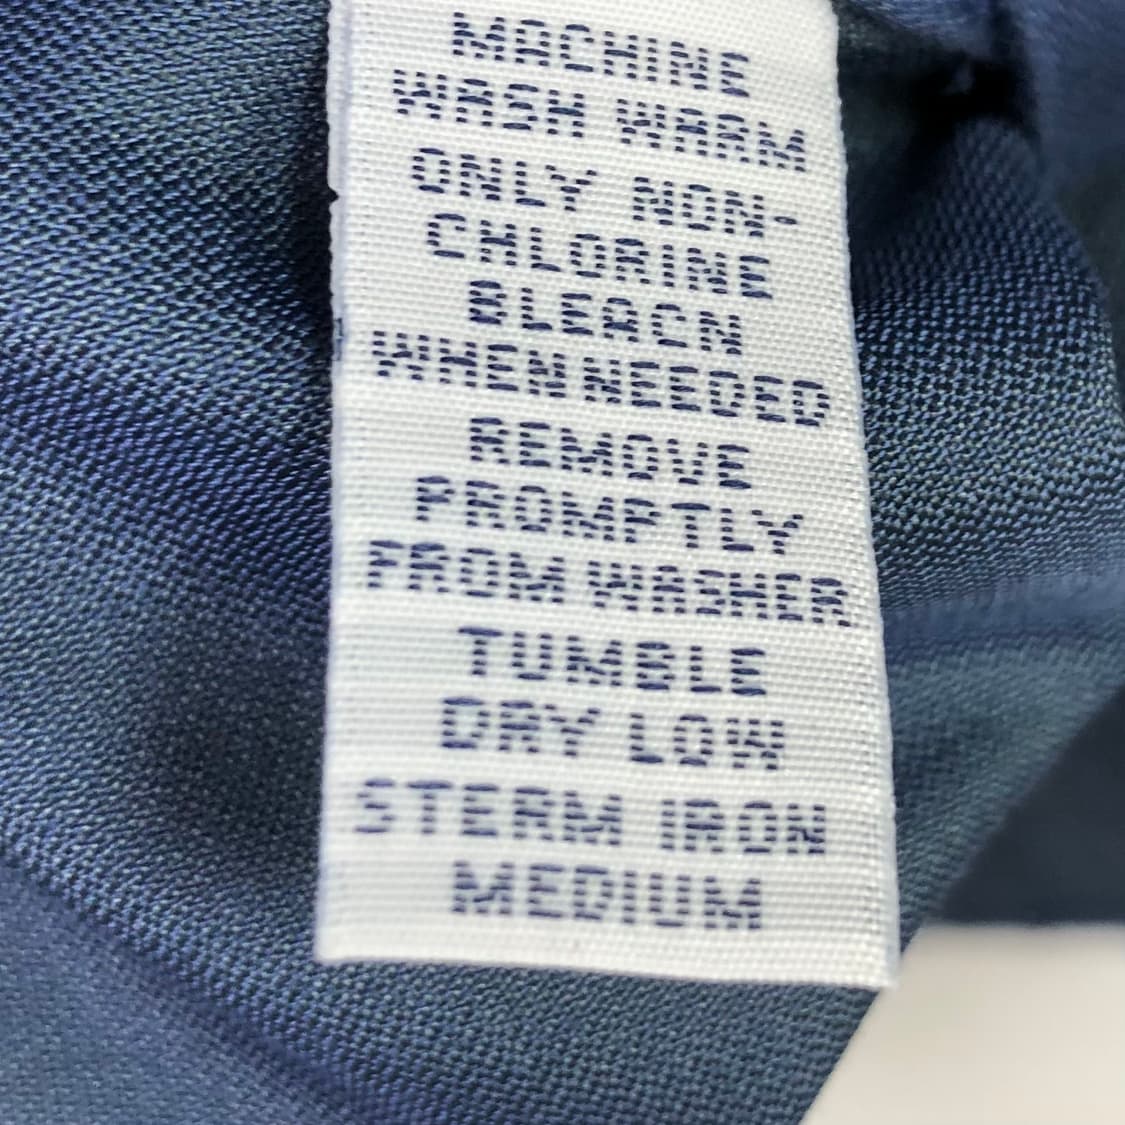 MACHINE
WASH WARM
ONLY NON-
CHLORINE
BLEACN
WHEN NEEDED
REMOVE
PROMPTLY
FROM WASHER
TUMBLE
DRY LOW
STERM IRON
MEDIUM